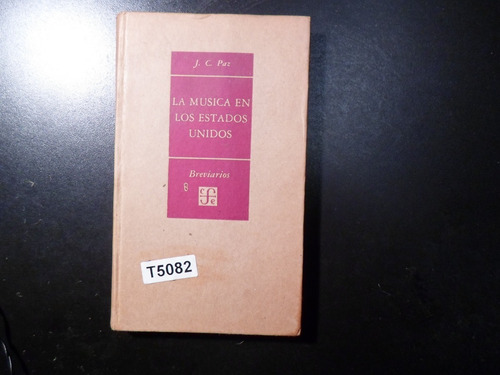 J. C. Paz
LA MUSICA EN
LOS ESTADOS
UNIDOS
Breviarios
T5082